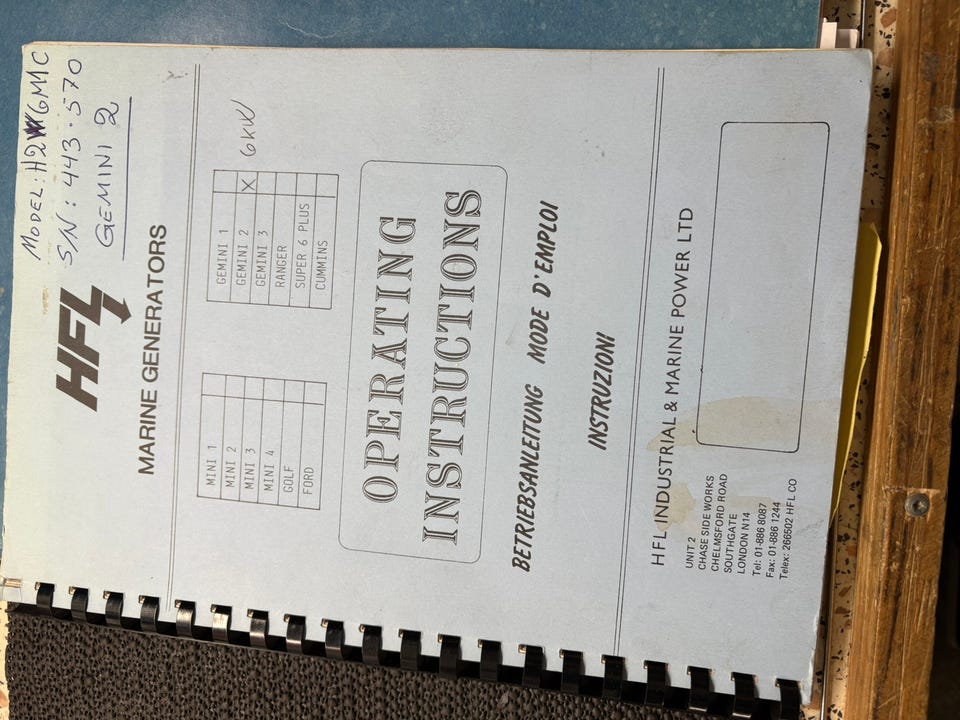 MODEL: H2W6M1C
S/N: 443.570
GEMINI 2
HFL
MARINE GENERATORS
MINI 1
MINI 2
MINI 3
MINI 4
GOLF
FORD
GEMINI 1
GEMINI 2 X 6KW
GEMINI 3
RANGER
SUPER 6 PLUS
CUMMINS
OPERATING
INSTRUCTIONS
BETRIEBSANLEITUNG MODE D'EMPLOI
INSTRUZIONI
HFL INDUSTRIAL & MARINE POWER LTD
UNIT 2
CHASE SIDE WORKS
CHELMSFORD ROAD
SOUTHGATE
LONDON N14
Tel: 01-886 8087
Fax: 01-886 1244
Telex: 266502 HFL CO